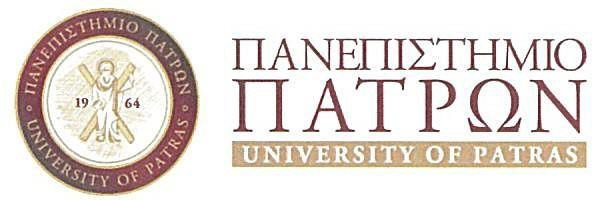 ΠΑΝΕΠΙΣΤΗΜΙΟ ΠΑΤΡΩΝ
19 64
UNIVERSITY OF PATRAS
ΠΑΝΕΠΙΣΤΗΜΙΟ
ΠΑΤΡΩΝ
UNIVERSITY OF PATRAS